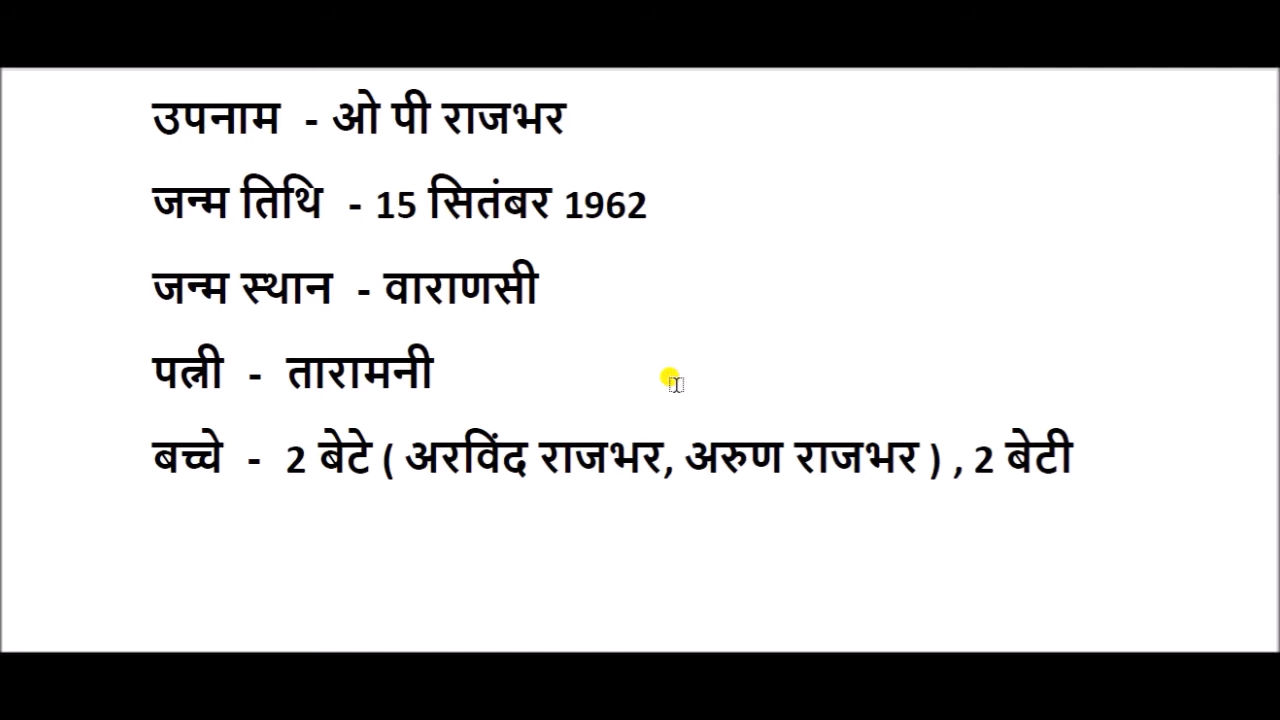 उपनाम - ओ पी राजभर
जन्म तिथि - 15 सितंबर 1962
जन्म स्थान - वाराणसी
पत्नी - तारामनी
बच्चे - 2 बेटे ( अरविंद राजभर, अरुण राजभर ) , 2 बेटी